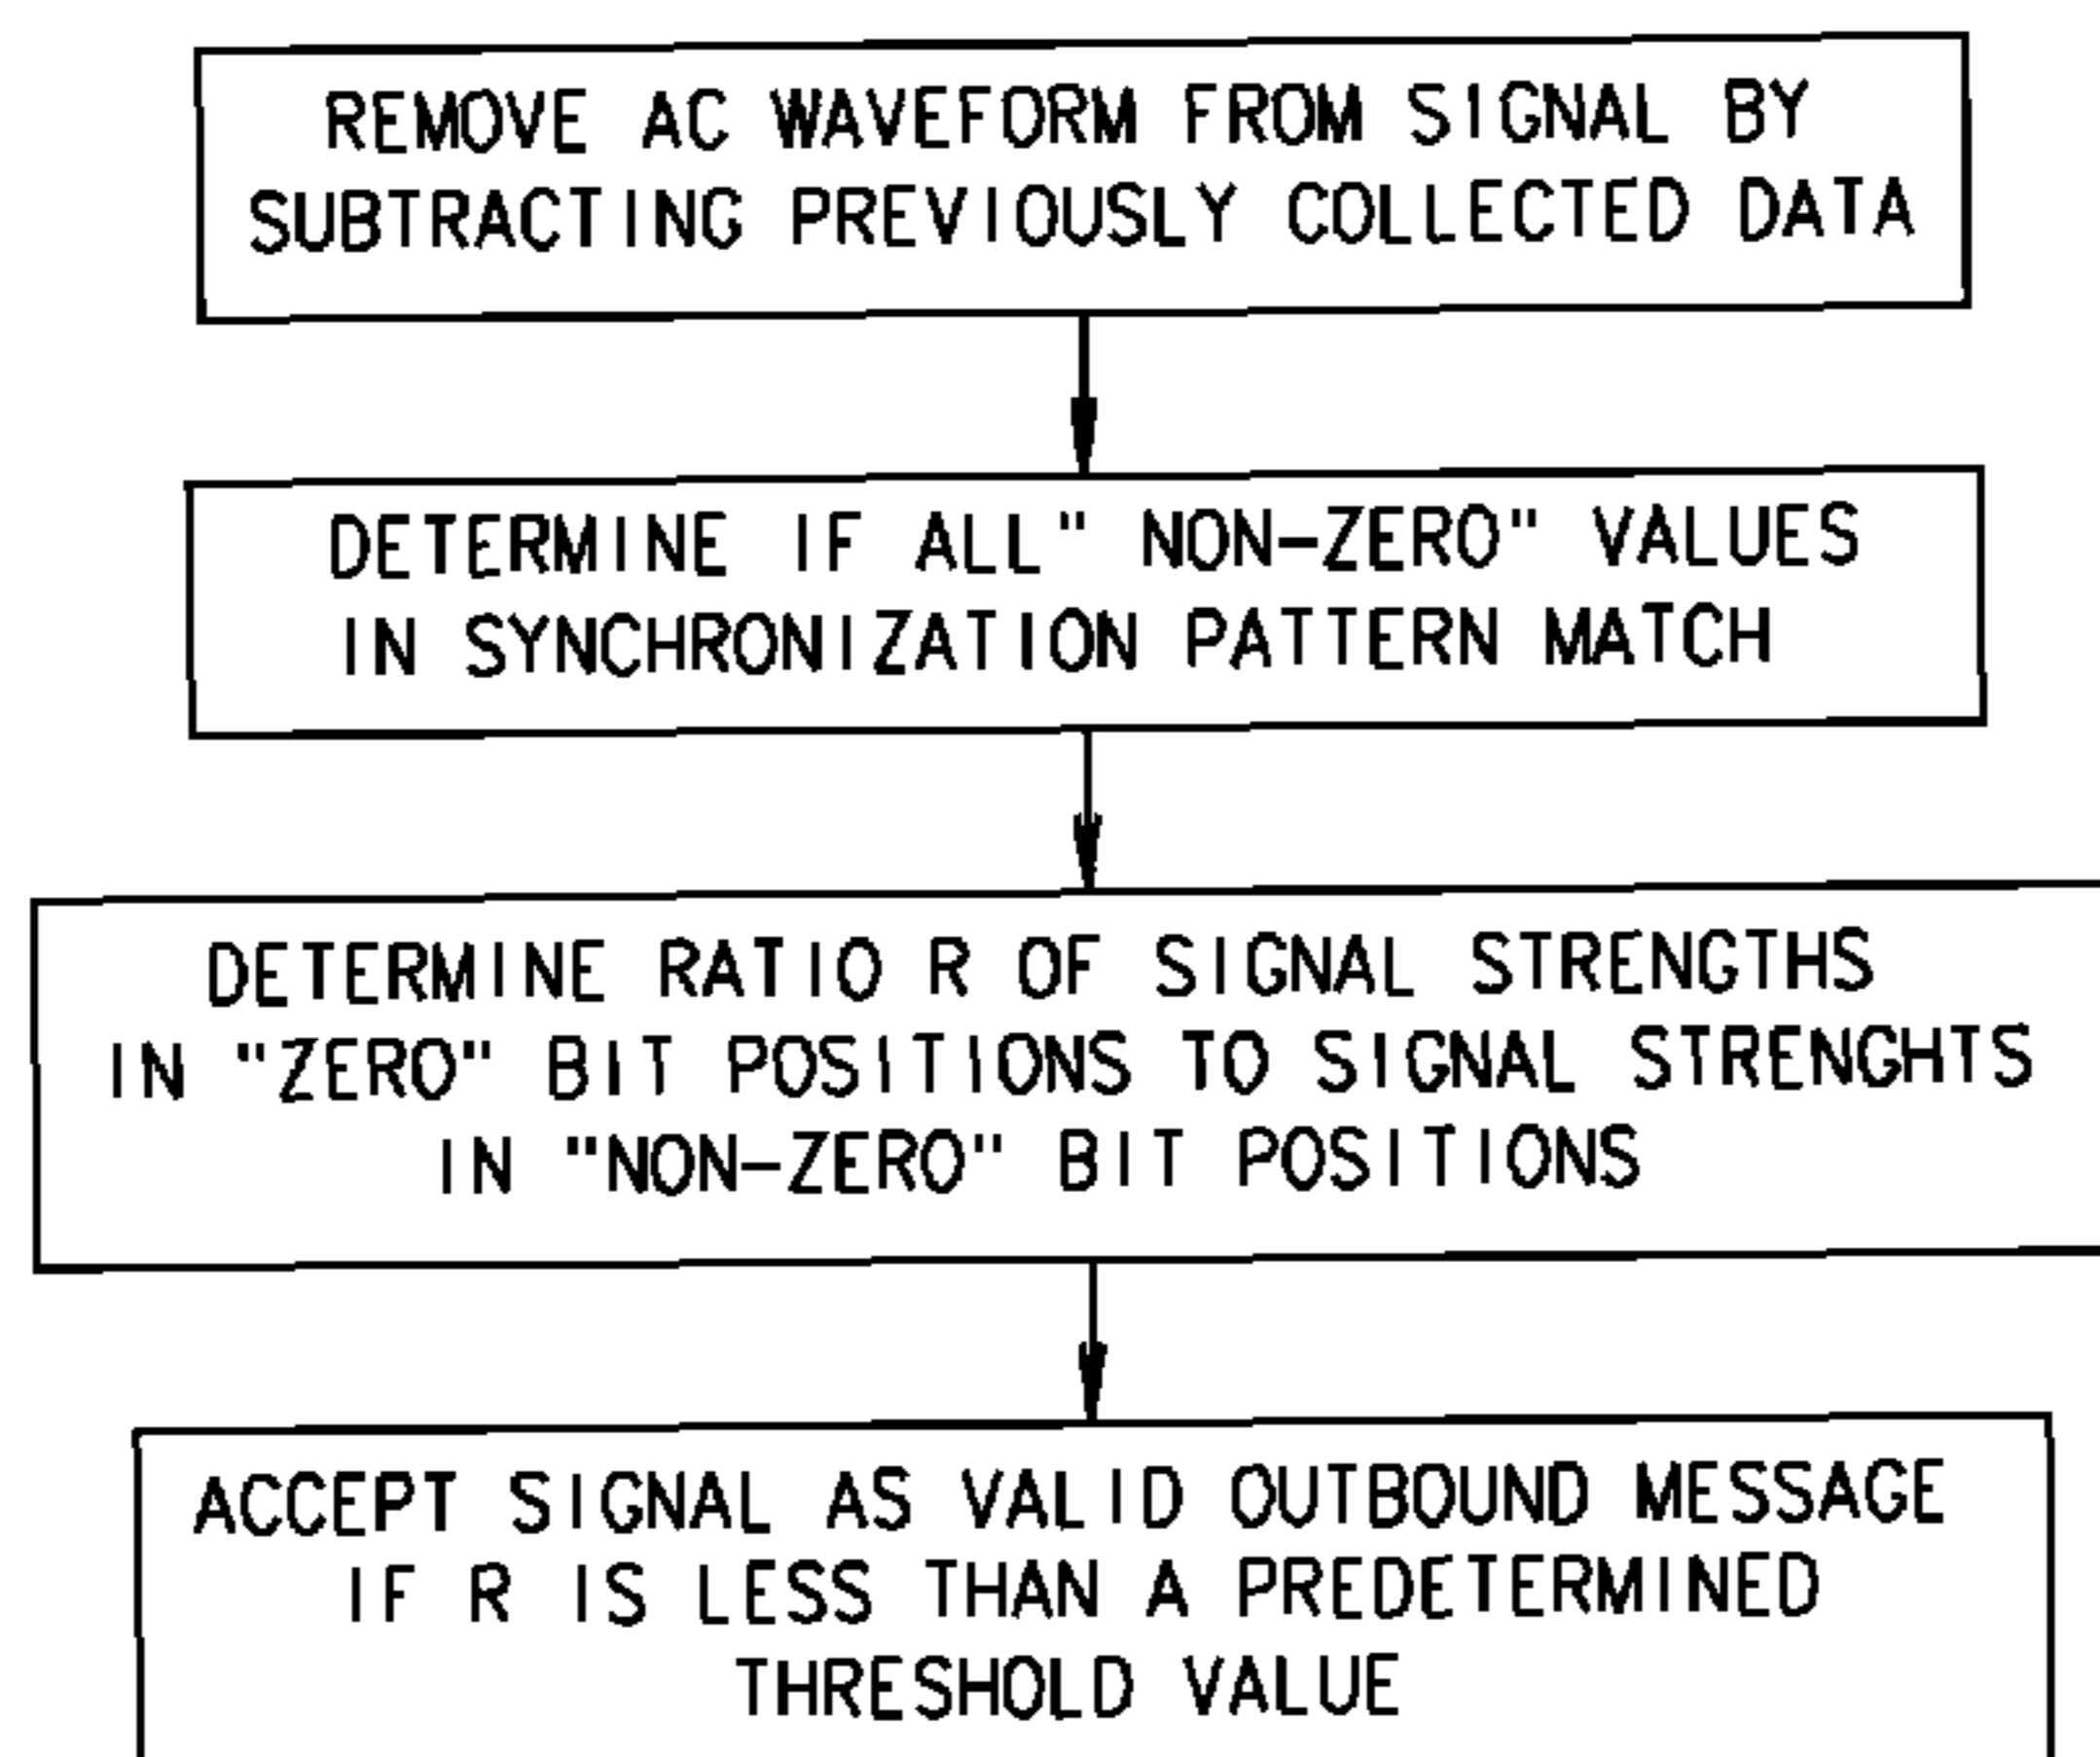 REMOVE AC WAVEFORM FROM SIGNAL BY
SUBTRACTING PREVIOUSLY COLLECTED DATA
DETERMINE IF ALL" NON-ZERO" VALUES
IN SYNCHRONIZATION PATTERN MATCH
DETERMINE RATIO R OF SIGNAL STRENGTHS
IN "ZERO" BIT POSITIONS TO SIGNAL STRENGHTS
IN "NON-ZERO" BIT POSITIONS
ACCEPT SIGNAL AS VALID OUTBOUND MESSAGE
IF R IS LESS THAN A PREDETERMINED
THRESHOLD VALUE